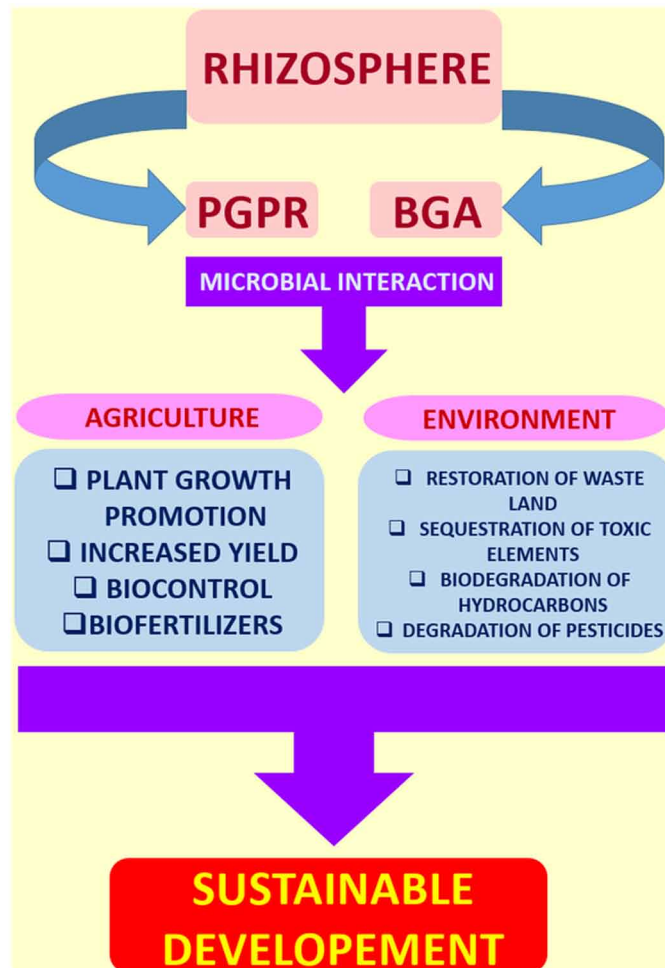 RHIZOSPHERE
PGPR
BGA
MICROBIAL INTERACTION
AGRICULTURE
❑ PLANT GROWTH
PROMOTION
❑ INCREASED YIELD
❑ BIOCONTROL
❑BIOFERTILIZERS
ENVIRONMENT
❑ RESTORATION OF WASTE
LAND
❑ SEQUESTRATION OF TOXIC
ELEMENTS
❑ BIODEGRADATION OF
HYDROCARBONS
❑ DEGRADATION OF PESTICIDES
SUSTAINABLE
DEVELOPEMENT